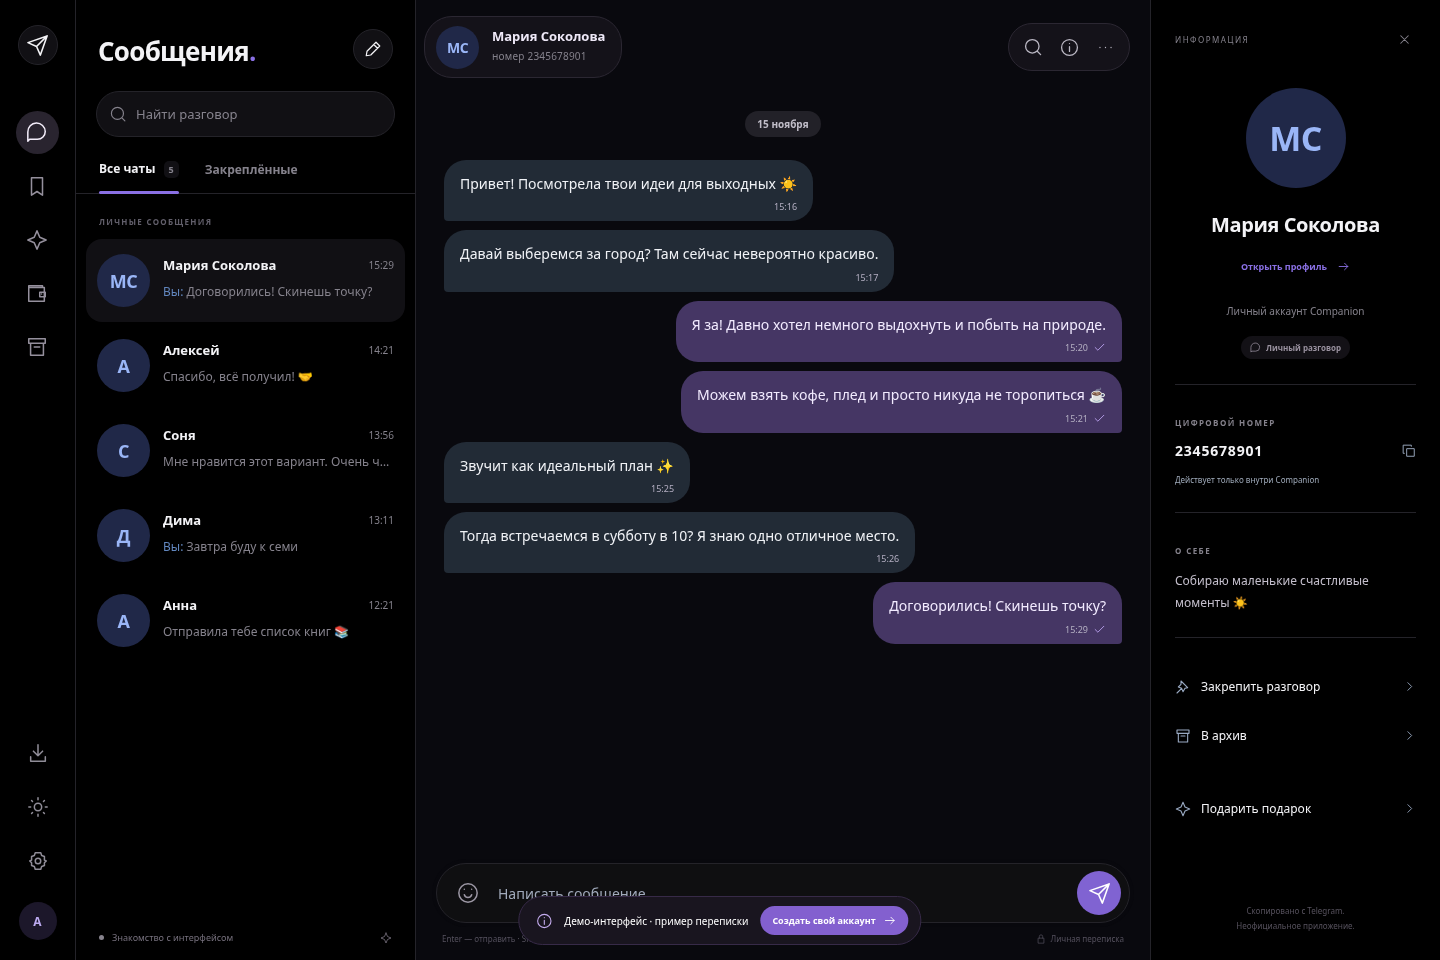 Сообщения.
Найти разговор
Все чаты 5 Закреплённые
ЛИЧНЫЕ СООБЩЕНИЯ
МС Мария Соколова 15:29
Вы: Договорились! Скинешь точку?
А Алексей 14:21
Спасибо, всё получил! 🤝
С Соня 13:56
Мне нравится этот вариант. Очень ч...
Д Дима 13:11
Вы: Завтра буду к семи
А Анна 12:21
Отправила тебе список книг 📚
А
Знакомство с интерфейсом
МС Мария Соколова
номер 2345678901
15 ноября
Привет! Посмотрела твои идеи для выходных ☀️
15:16
Давай выберемся за город? Там сейчас невероятно красиво.
15:17
Я за! Давно хотел немного выдохнуть и побыть на природе.
15:20
Можем взять кофе, плед и просто никуда не торопиться ☕
15:21
Звучит как идеальный план ✨
15:25
Тогда встречаемся в субботу в 10? Я знаю одно отличное место.
15:26
Договорились! Скинешь точку?
15:29
Написать сообщение
Демо-интерфейс · пример переписки Создать свой аккаунт
Enter — отправить ·
Личная переписка
ИНФОРМАЦИЯ
МС
Мария Соколова
Открыть профиль
Личный аккаунт Companion
Личный разговор
ЦИФРОВОЙ НОМЕР
2345678901
Действует только внутри Companion
О СЕБЕ
Собираю маленькие счастливые
моменты ☀️
Закрепить разговор
В архив
Подарить подарок
Скопировано с Telegram.
Неофициальное приложение.